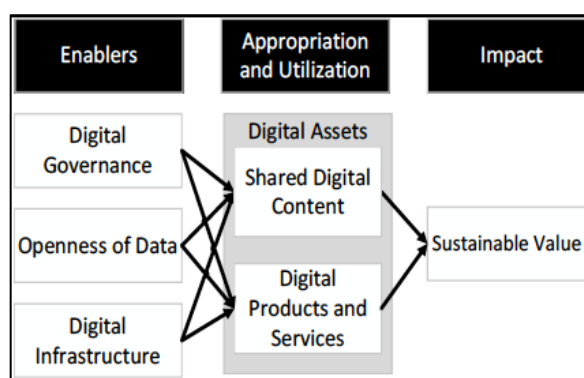 Enablers
Appropriation
and Utilization
Impact
Digital
Governance
Openness of Data
Digital
Infrastructure
Digital Assets
Shared Digital
Content
Digital
Products and
Services
Sustainable Value